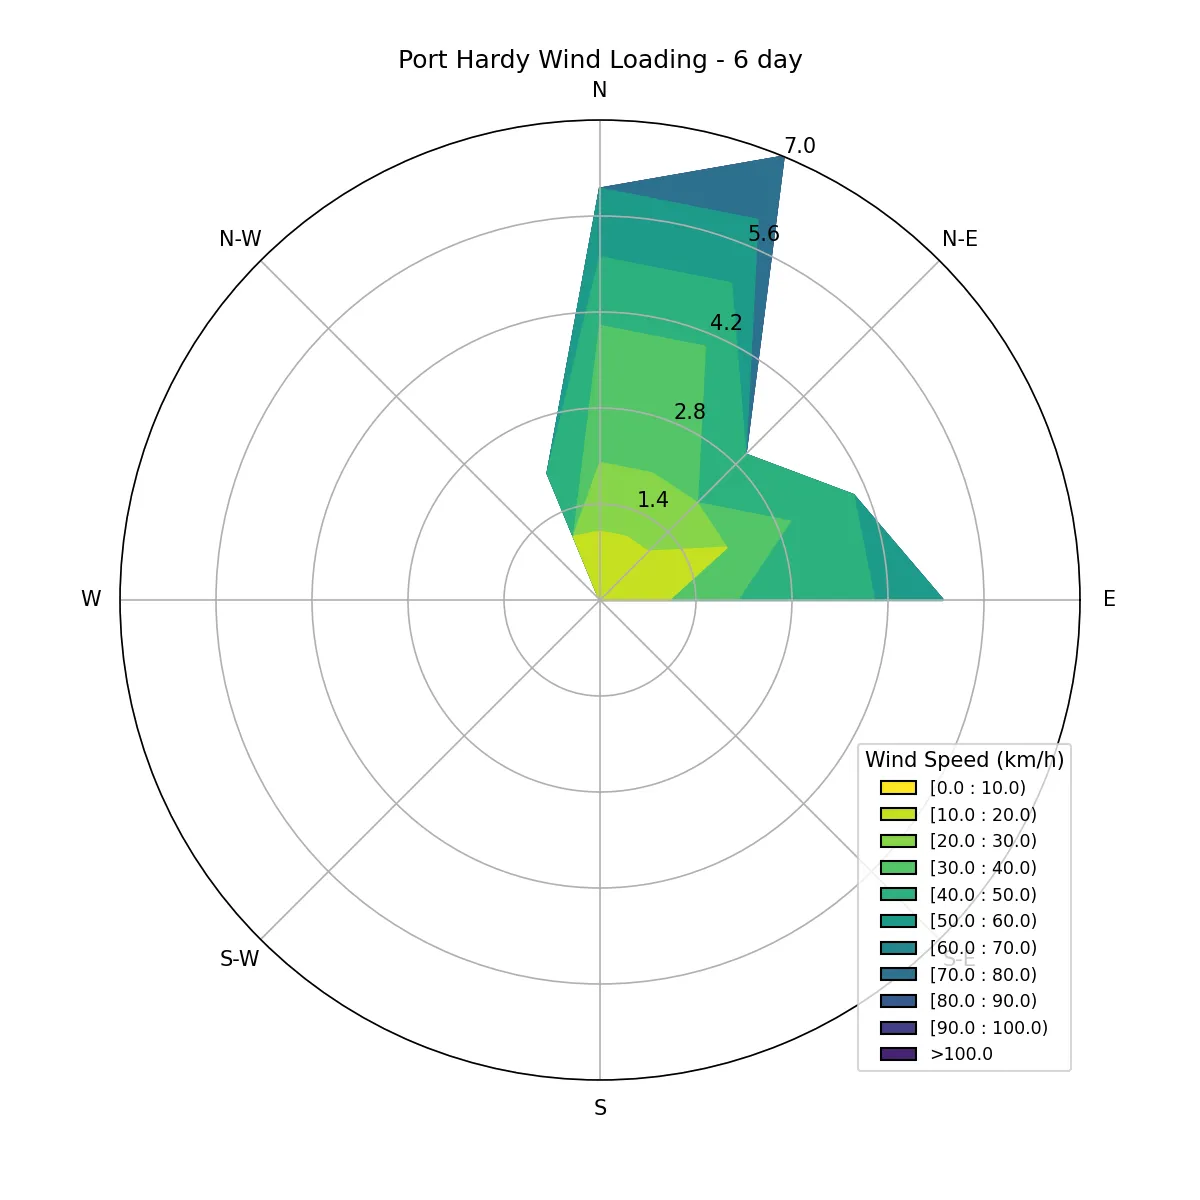 Port Hardy Wind Loading - 6 day
N
7.0
N-W
5.6
N-E
4.2
2.8
1.4
W
E
Wind Speed (km/h)
[0.0 : 10.0)
[10.0 : 20.0)
[20.0 : 30.0)
[30.0 : 40.0)
[40.0 : 50.0)
[50.0 : 60.0)
[60.0 : 70.0)
[70.0 : 80.0)
[80.0 : 90.0)
[90.0 : 100.0)
>100.0
S-W
S-E
S